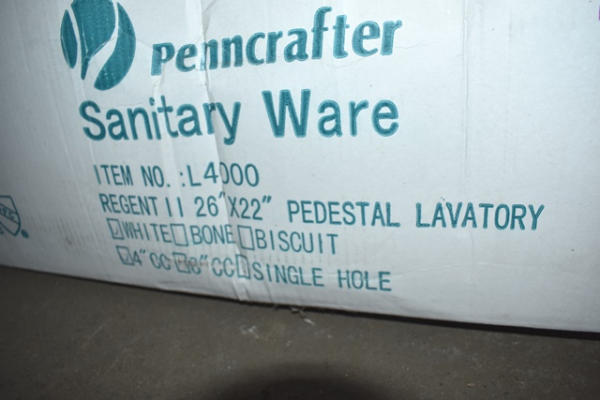 Penncrafter
Sanitary Ware
ITEM NO. :L4000
REGENT II 26"X22" PEDESTAL LAVATORY
☑WHITE☐BONE☐BISCUIT
☑4"CC☐8"CC☐SINGLE HOLE